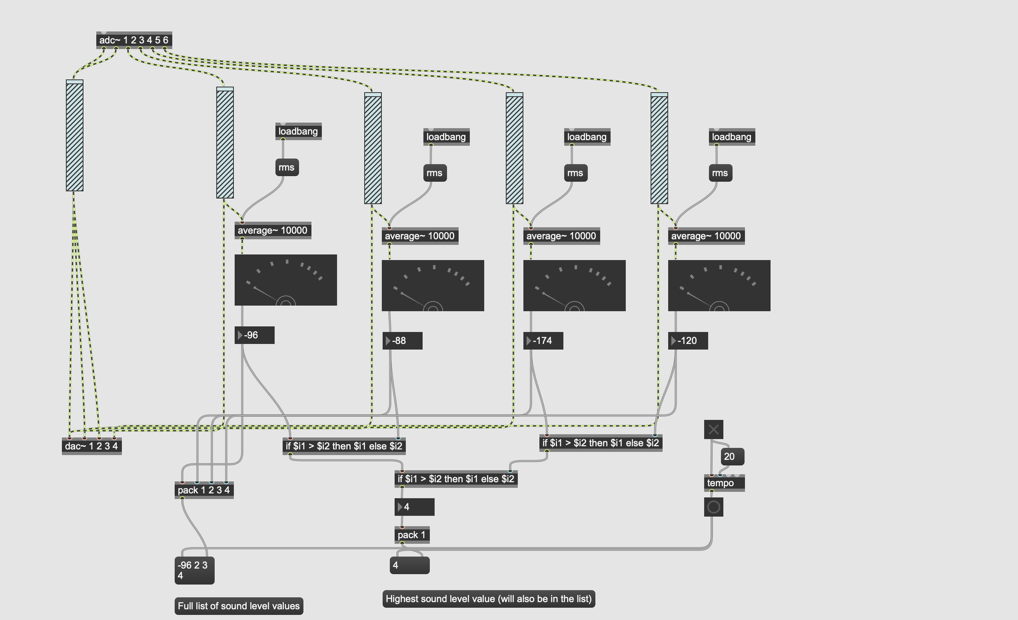 adc~ 1 2 3 4 5 6
loadbang
loadbang
loadbang
loadbang
rms
rms
rms
rms
average~ 10000
average~ 10000
average~ 10000
average~ 10000
-96
-88
-174
-120
dac~ 1 2 3 4
if $i1 > $i2 then $i1 else $i2
if $i1 > $i2 then $i1 else $i2
20
if $i1 > $i2 then $i1 else $i2
tempo
pack 1 2 3 4
4
pack 1
-96 2 3
4
4
Full list of sound level values
Highest sound level value (will also be in the list)